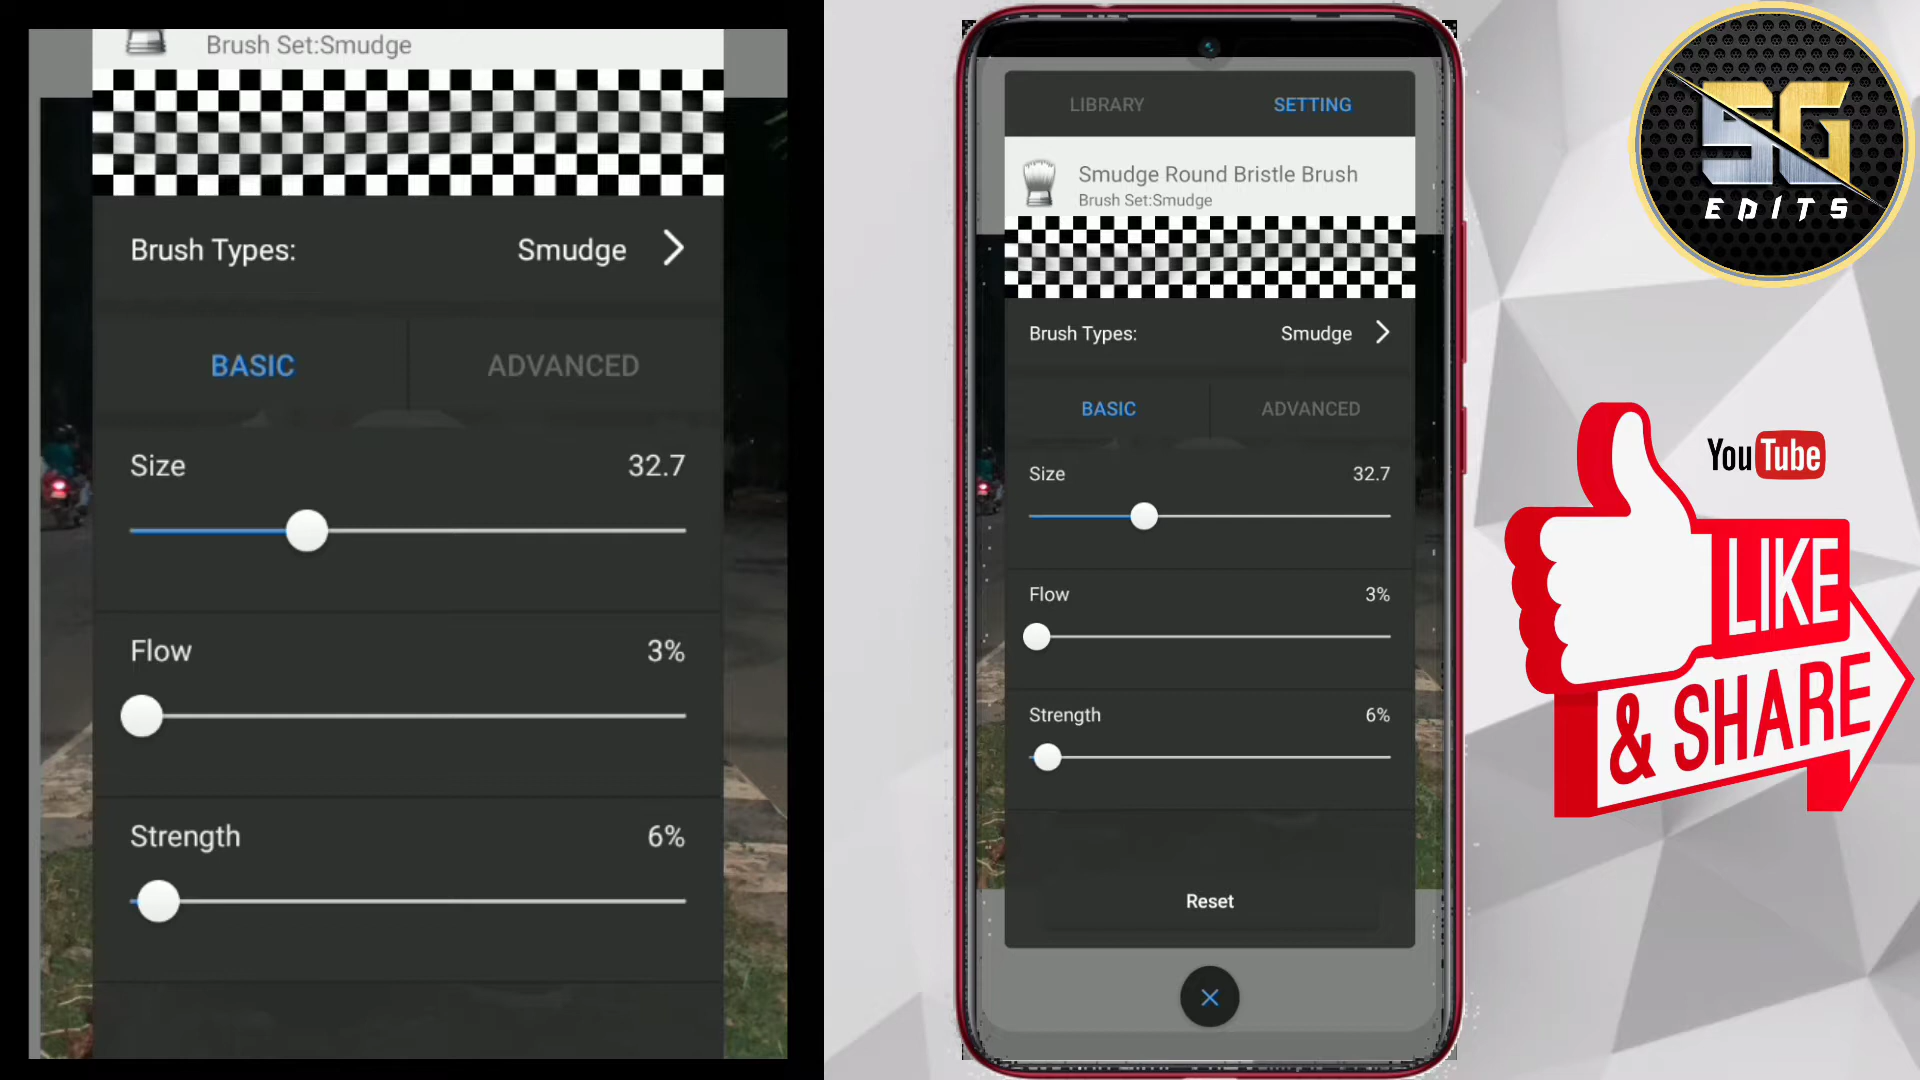 Brush Set:Smudge
Brush Types: Smudge
BASIC ADVANCED
Size 32.7
Flow 3%
Strength 6%
LIBRARY SETTING
Smudge Round Bristle Brush
Brush Set:Smudge
Brush Types: Smudge
BASIC ADVANCED
Size 32.7
Flow 3%
Strength 6%
Reset
SG
EDITS
YouTube
LIKE
& SHARE